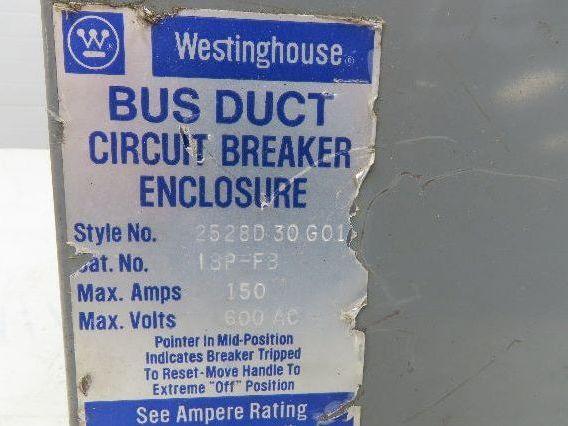 W
Westinghouse®
BUS DUCT
CIRCUIT BREAKER
ENCLOSURE
Style No. 2528D 30 G01
at. No. IBP-FB
Max. Amps 150
Max. Volts 600 AC
Pointer in Mid-Position
Indicates Breaker Tripped
To Reset-Move Handle To
Extreme "Off" Position
See Ampere Rating